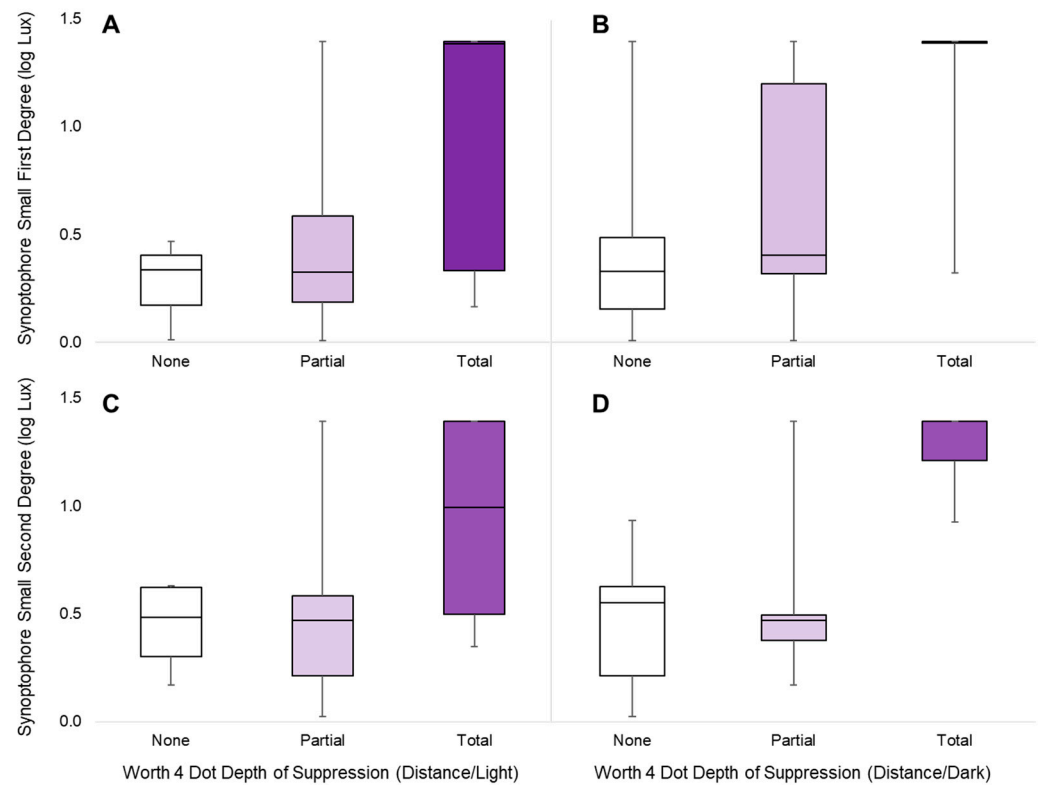 Synoptophore Small First Degree (log Lux)
A
B
1.5
1.0
0.5
0.0
None
Partial
Total
None
Partial
Total
Synoptophore Small Second Degree (log Lux)
C
D
1.5
1.0
0.5
0.0
None
Partial
Total
None
Partial
Total
Worth 4 Dot Depth of Suppression (Distance/Light)
Worth 4 Dot Depth of Suppression (Distance/Dark)